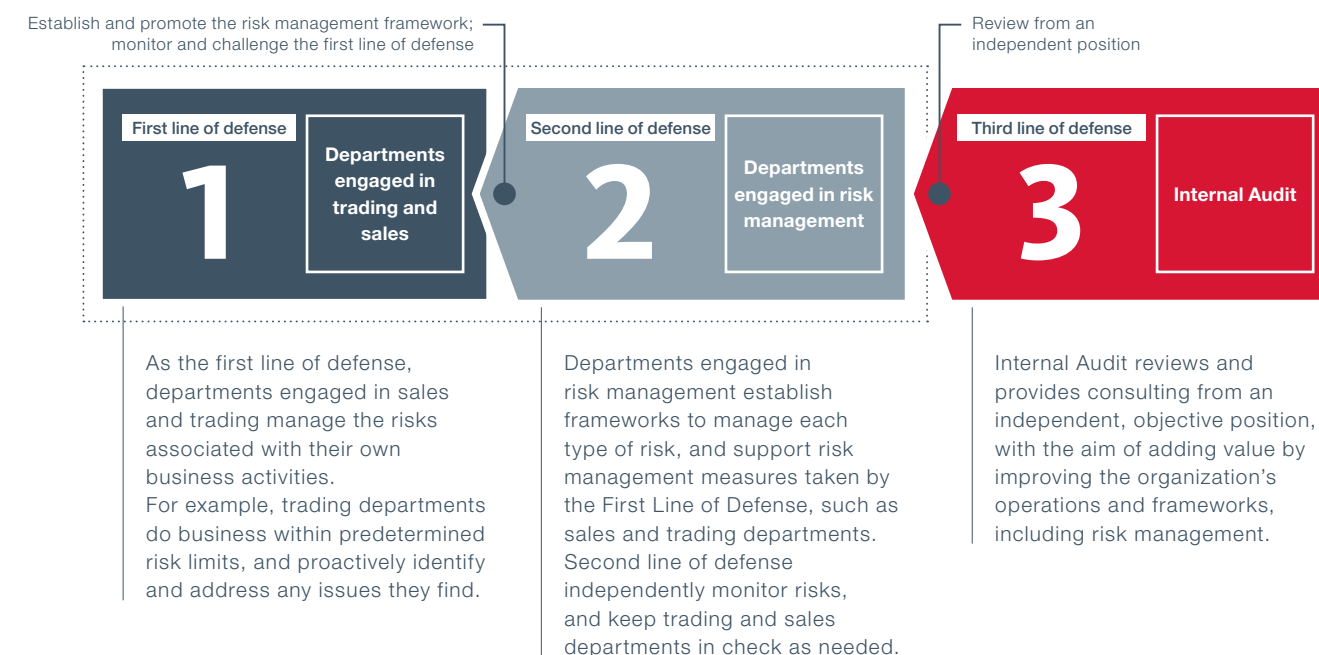 Establish and promote the risk management framework;
monitor and challenge the first line of defense
Review from an
independent position
First line of defense
1
Departments
engaged in
trading and
sales
Second line of defense
2
Departments
engaged in risk
management
Third line of defense
3
Internal Audit
As the first line of defense,
departments engaged in sales
and trading manage the risks
associated with their own
business activities.
For example, trading departments
do business within predetermined
risk limits, and proactively identify
and address any issues they find.
Departments engaged in
risk management establish
frameworks to manage each
type of risk, and support risk
management measures taken by
the First Line of Defense, such as
sales and trading departments.
Second line of defense
independently monitor risks,
and keep trading and sales
departments in check as needed.
Internal Audit reviews and
provides consulting from an
independent, objective position,
with the aim of adding value by
improving the organization's
operations and frameworks,
including risk management.